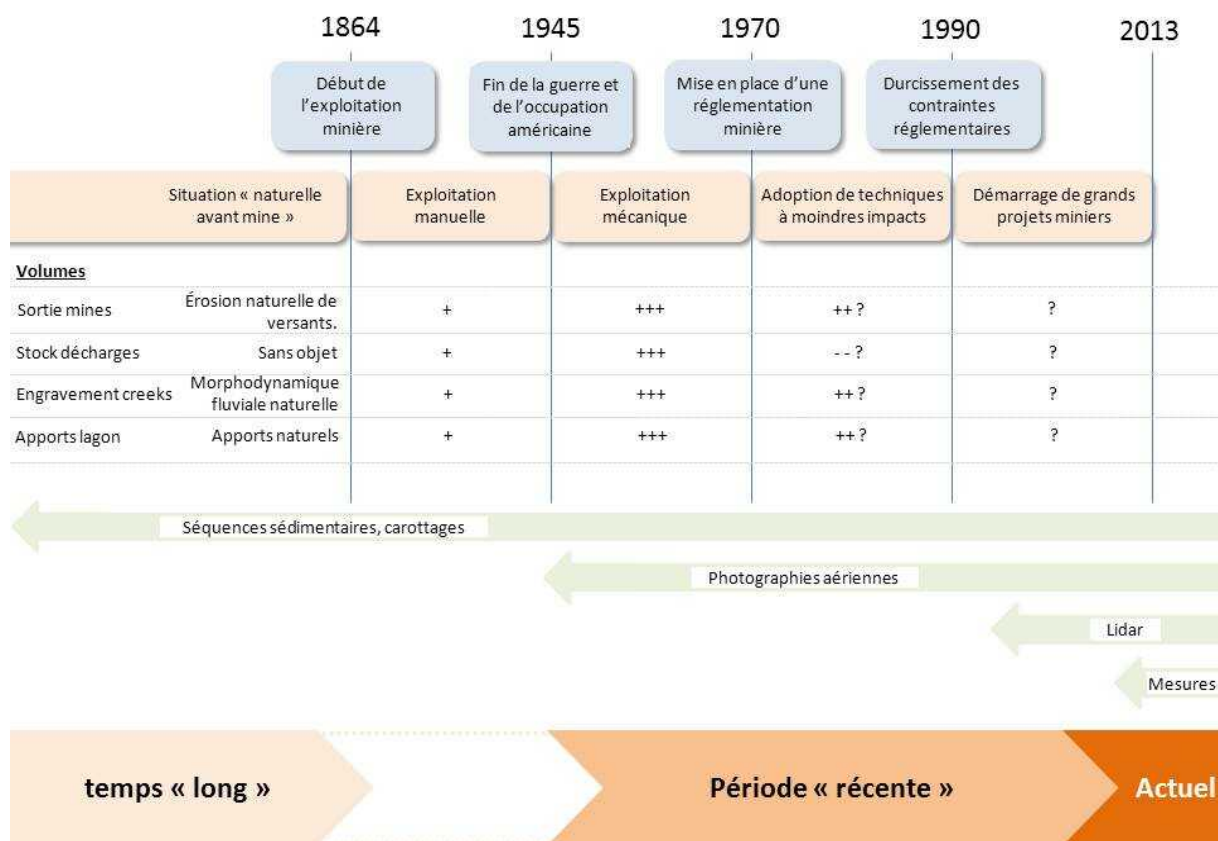 1864 1945 1970 1990 2013
Début de
l’exploitation
minière
Fin de la guerre et
de l’occupation
américaine
Mise en place d’une
réglementation
minière
Durcissement des
contraintes
réglementaires
Situation « naturelle
avant mine »
Exploitation
manuelle
Exploitation
mécanique
Adoption de techniques
à moindres impacts
Démarrage de grands
projets miniers
Volumes
Sortie mines
Érosion naturelle de
versants.
+ +++ ++ ? ?
Stock décharges Sans objet + +++ - - ? ?
Engravement creeks
Morphodynamique
fluviale naturelle
+ +++ ++ ? ?
Apports lagon Apports naturels + +++ ++ ? ?
Séquences sédimentaires, carottages
Photographies aériennes
Lidar
Mesures
temps « long » Période « récente » Actuel